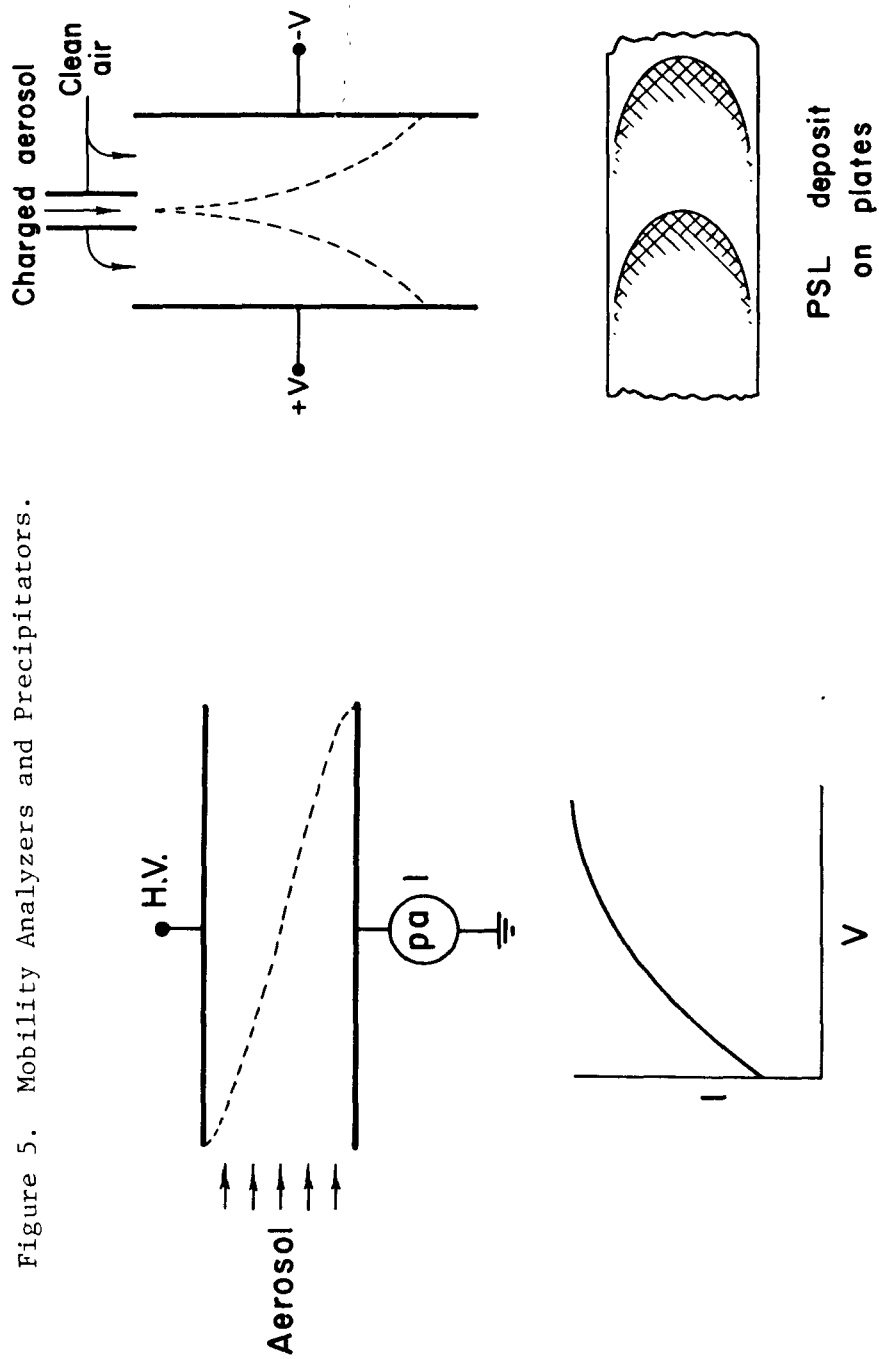 Figure 5. Mobility Analyzers and Precipitators.
H.V.
Aerosol
pa I
I
V
Charged aerosol
Clean
air
+V
-V
PSL deposit
on plates